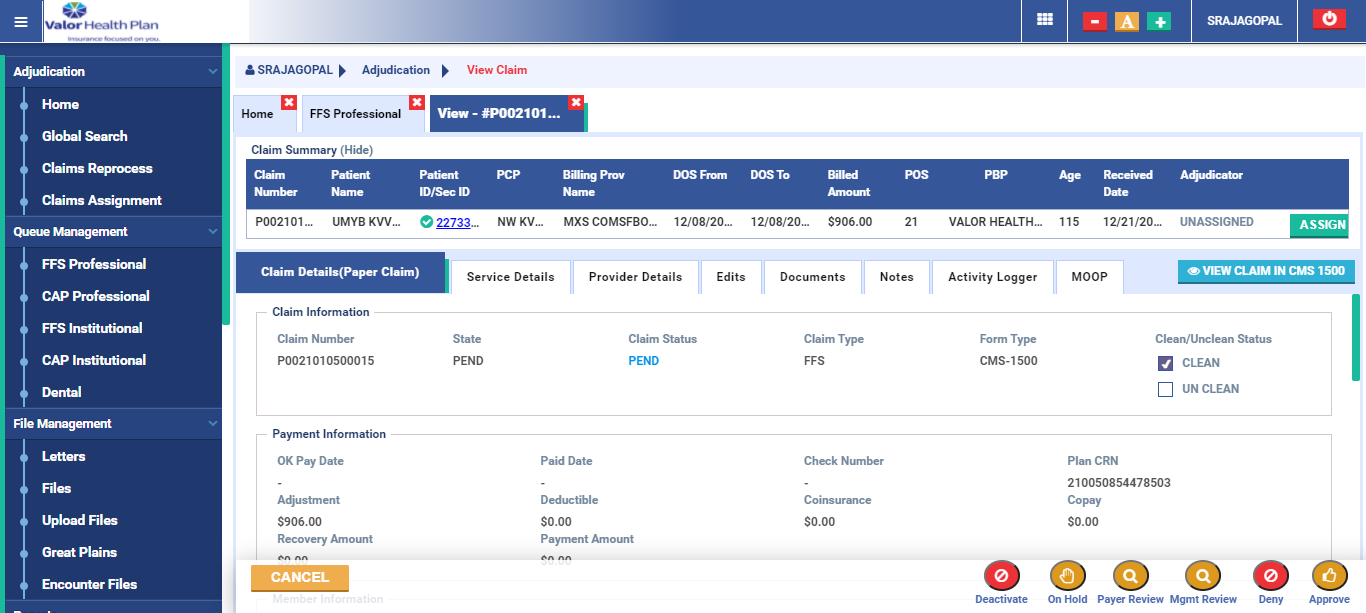 Valor Health Plan
Insurance focused on you.
A
SRAJAGOPAL
Adjudication
Home
Global Search
Claims Reprocess
Claims Assignment
Queue Management
FFS Professional
CAP Professional
FFS Institutional
CAP Institutional
Dental
File Management
Letters
Files
Upload Files
Great Plains
Encounter Files
SRAJAGOPAL Adjudication View Claim
Home FFS Professional View - #P002101...
Claim Summary (Hide)
Claim Number Patient Name Patient ID/Sec ID PCP Billing Prov Name DOS From DOS To Billed Amount POS PBP Age Received Date Adjudicator
P002101... UMYB KVV... 22733... NW KV... MXS COMSFBO... 12/08/20... 12/08/20... $906.00 21 VALOR HEALTH... 115 12/21/20... UNASSIGNED ASSIGN
Claim Details(Paper Claim) Service Details Provider Details Edits Documents Notes Activity Logger MOOP VIEW CLAIM IN CMS 1500
Claim Information
Claim Number State Claim Status Claim Type Form Type Clean/Unclean Status
P0021010500015 PEND PEND FFS CMS-1500 CLEAN
UN CLEAN
Payment Information
OK Pay Date Paid Date Check Number Plan CRN
- - - 210050854478503
Adjustment Deductible Coinsurance Copay
$906.00 $0.00 $0.00 $0.00
Recovery Amount Payment Amount
$0.00 $0.00
CANCEL
Member Information
Deactivate On Hold Payer Review Mgmt Review Deny Approve